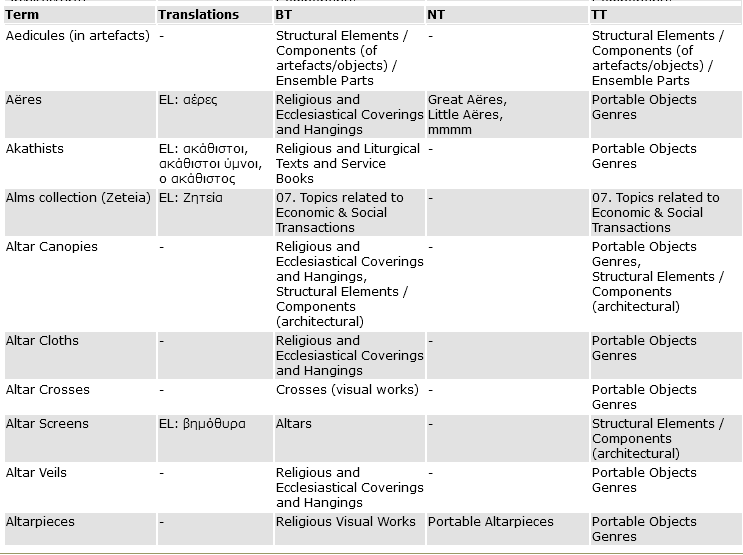 Term
Translations
BT
NT
TT
Aedicules (in artefacts)
-
Structural Elements /
Components (of
artefacts/objects) /
Ensemble Parts
-
Structural Elements /
Components (of
artefacts/objects) /
Ensemble Parts
Aëres
EL: αέρες
Religious and
Ecclesiastical Coverings
and Hangings
Great Aëres,
Little Aëres,
mmmm
Portable Objects
Genres
Akathists
EL: ακάθιστοι,
ακάθιστοι ύμνοι,
ο ακάθιστος
Religious and Liturgical
Texts and Service
Books
-
Portable Objects
Genres
Alms collection (Zeteia)
EL: Ζητεία
07. Topics related to
Economic & Social
Transactions
-
07. Topics related to
Economic & Social
Transactions
Altar Canopies
-
Religious and
Ecclesiastical Coverings
and Hangings,
Structural Elements /
Components
(architectural)
-
Portable Objects
Genres,
Structural Elements /
Components
(architectural)
Altar Cloths
-
Religious and
Ecclesiastical Coverings
and Hangings
-
Portable Objects
Genres
Altar Crosses
-
Crosses (visual works)
-
Portable Objects
Genres
Altar Screens
EL: βημόθυρα
Altars
-
Structural Elements /
Components
(architectural)
Altar Veils
-
Religious and
Ecclesiastical Coverings
and Hangings
-
Portable Objects
Genres
Altarpieces
-
Religious Visual Works
Portable Altarpieces
Portable Objects
Genres